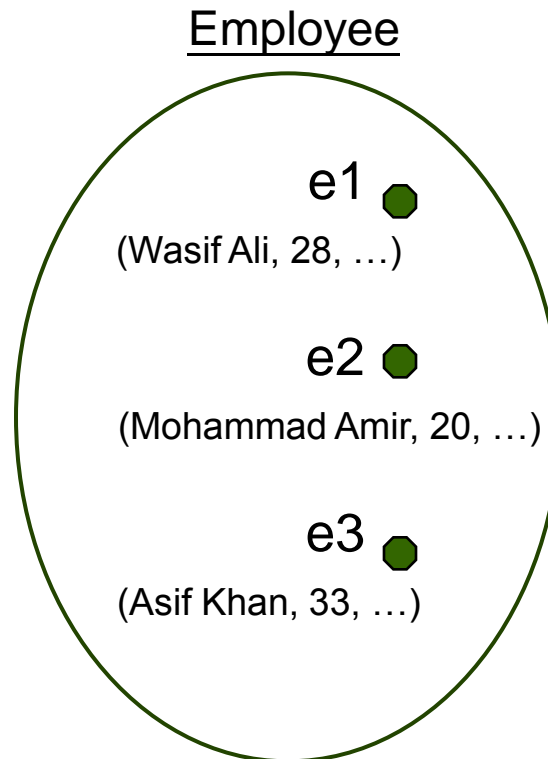 Employee
e1
(Wasif Ali, 28, …)
e2
(Mohammad Amir, 20, …)
e3
(Asif Khan, 33, …)